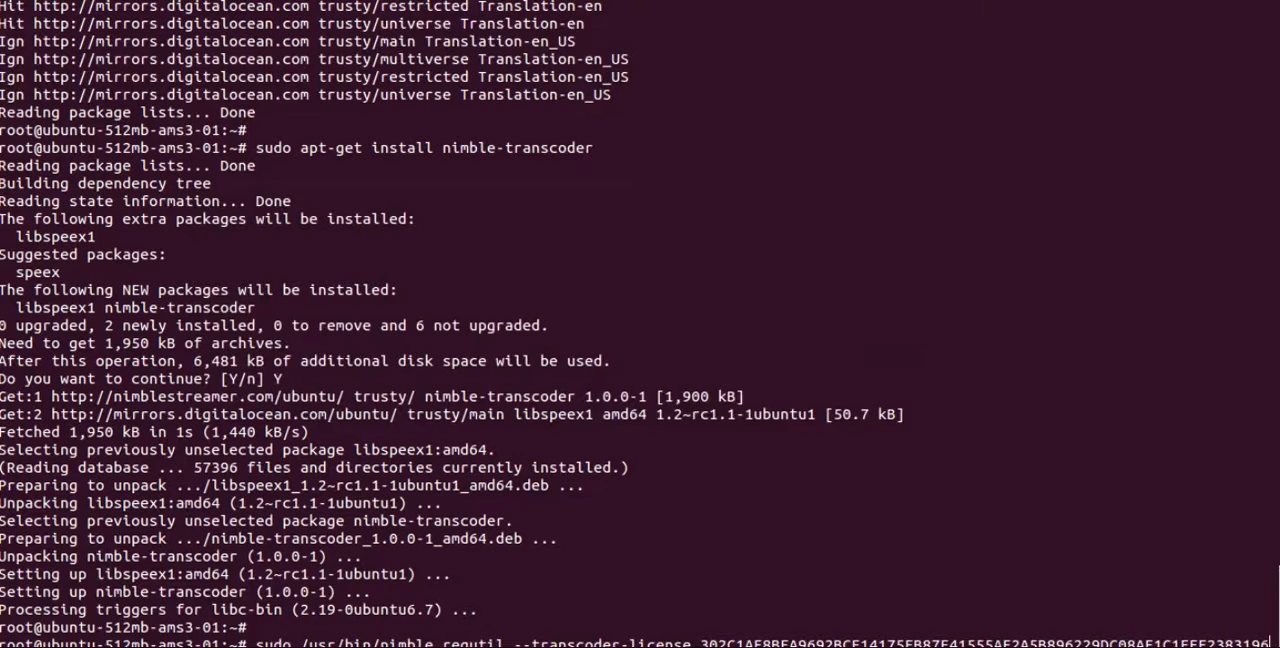 Hit http://mirrors.digitalocean.com trusty/restricted Translation-en
Hit http://mirrors.digitalocean.com trusty/universe Translation-en
Ign http://mirrors.digitalocean.com trusty/main Translation-en_US
Ign http://mirrors.digitalocean.com trusty/multiverse Translation-en_US
Ign http://mirrors.digitalocean.com trusty/restricted Translation-en_US
Ign http://mirrors.digitalocean.com trusty/universe Translation-en_US
Reading package lists... Done
root@ubuntu-512mb-ams3-01:~#
root@ubuntu-512mb-ams3-01:~# sudo apt-get install nimble-transcoder
Reading package lists... Done
Building dependency tree
Reading state information... Done
The following extra packages will be installed:
libspeex1
Suggested packages:
speex
The following NEW packages will be installed:
libspeex1 nimble-transcoder
0 upgraded, 2 newly installed, 0 to remove and 6 not upgraded.
Need to get 1,950 kB of archives.
After this operation, 6,481 kB of additional disk space will be used.
Do you want to continue? [Y/n] Y
Get:1 http://nimblestreamer.com/ubuntu/ trusty/ nimble-transcoder 1.0.0-1 [1,900 kB]
Get:2 http://mirrors.digitalocean.com/ubuntu/ trusty/main libspeex1 amd64 1.2~rc1.1-1ubuntu1 [50.7 kB]
Fetched 1,950 kB in 1s (1,440 kB/s)
Selecting previously unselected package libspeex1:amd64.
(Reading database ... 57396 files and directories currently installed.)
Preparing to unpack .../libspeex1_1.2~rc1.1-1ubuntu1_amd64.deb ...
Unpacking libspeex1:amd64 (1.2~rc1.1-1ubuntu1) ...
Selecting previously unselected package nimble-transcoder.
Preparing to unpack .../nimble-transcoder_1.0.0-1_amd64.deb ...
Unpacking nimble-transcoder (1.0.0-1) ...
Setting up libspeex1:amd64 (1.2~rc1.1-1ubuntu1) ...
Setting up nimble-transcoder (1.0.0-1) ...
Processing triggers for libc-bin (2.19-0ubuntu6.7) ...
root@ubuntu-512mb-ams3-01:~#
root@ubuntu-512mb-ams3-01:~# sudo /usr/bin/nimble_regutil --transcoder-license